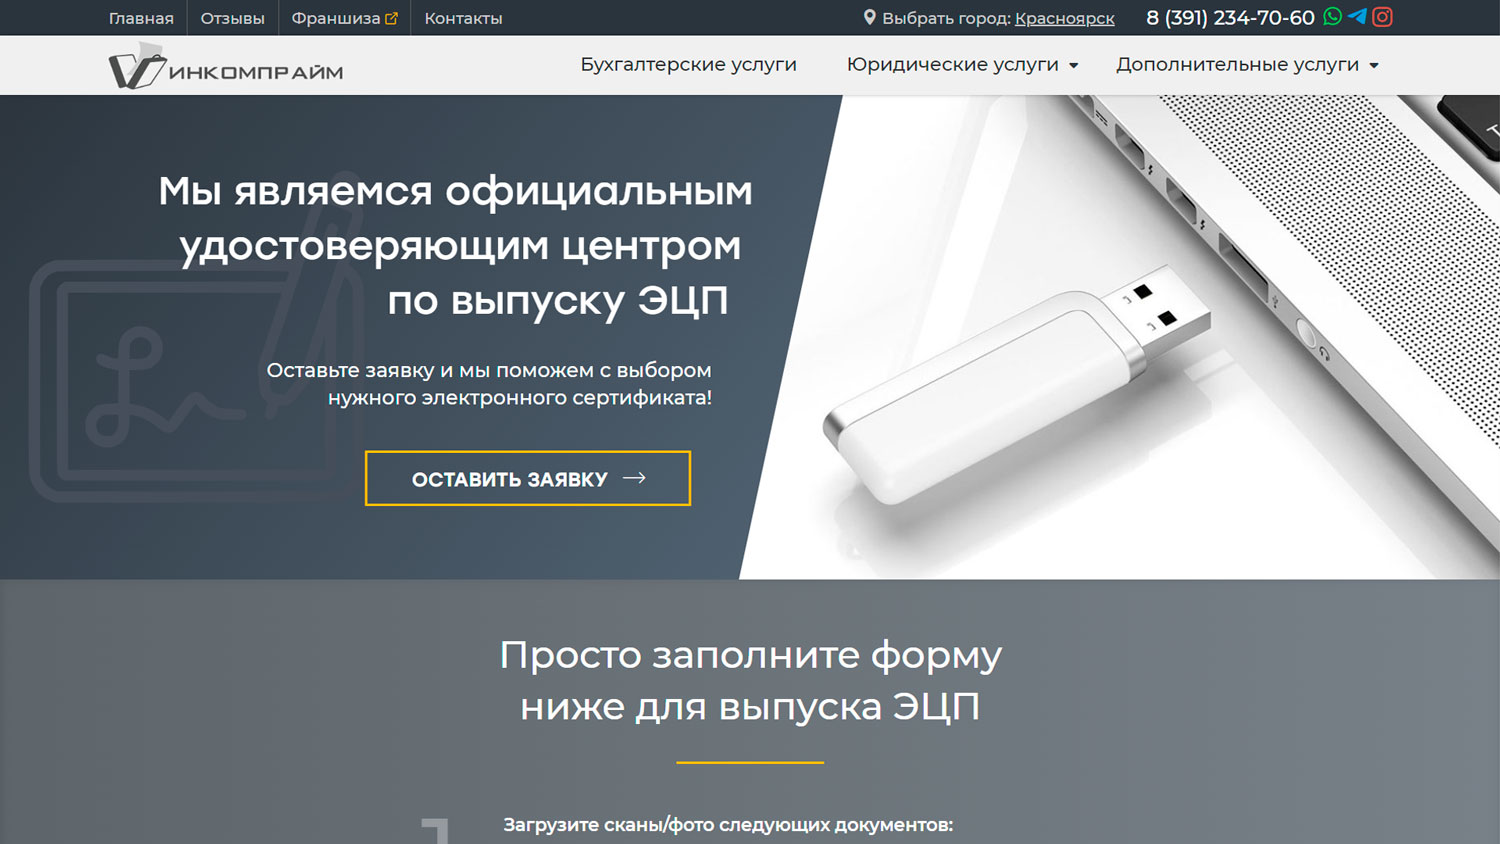 Главная Отзывы Франшиза Контакты Выбрать город: Красноярск 8 (391) 234-70-60
ИНКОМПРАЙМ Бухгалтерские услуги Юридические услуги Дополнительные услуги
Мы являемся официальным
удостоверяющим центром
по выпуску ЭЦП
Оставьте заявку и мы поможем с выбором
нужного электронного сертификата!
ОСТАВИТЬ ЗАЯВКУ →
Просто заполните форму
ниже для выпуска ЭЦП
Загрузите сканы/фото следующих документов: